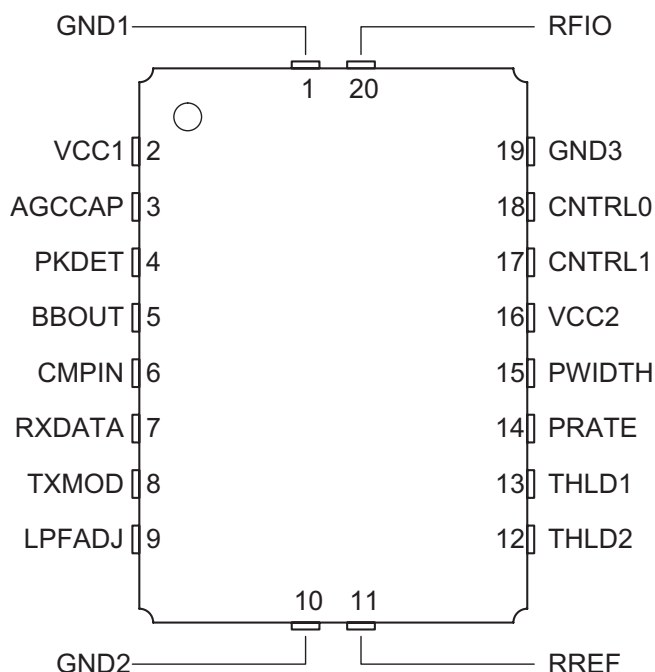 GND1 RFIO
1 20
VCC1 2 19 GND3
AGCCAP 3 18 CNTRL0
PKDET 4 17 CNTRL1
BBOUT 5 16 VCC2
CMPIN 6 15 PWIDTH
RXDATA 7 14 PRATE
TXMOD 8 13 THLD1
LPFADJ 9 12 THLD2
10 11
GND2 RREF